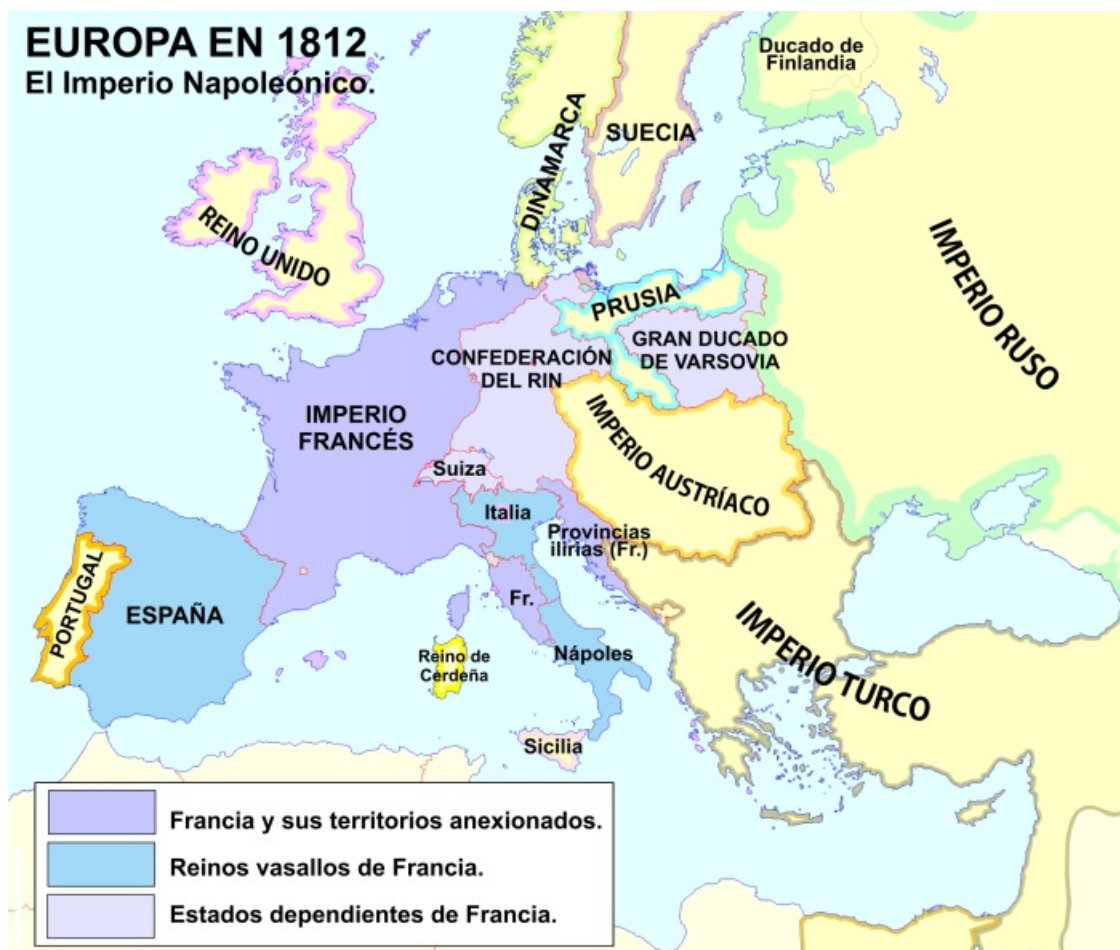 EUROPA EN 1812
El Imperio Napoleónico.
Ducado de
Finlandia
SUECIA
DINAMARCA
REINO UNIDO
IMPERIO RUSO
PRUSIA
GRAN DUCADO
DE VARSOVIA
CONFEDERACIÓN
DEL RIN
IMPERIO
FRANCÉS
IMPERIO AUSTRÍACO
Suiza
Italia
Provincias
ilirias (Fr.)
PORTUGAL
ESPAÑA
Fr.
Nápoles
Reino de
Cerdeña
IMPERIO TURCO
Sicilia
Francia y sus territorios anexionados.
Reinos vasallos de Francia.
Estados dependientes de Francia.